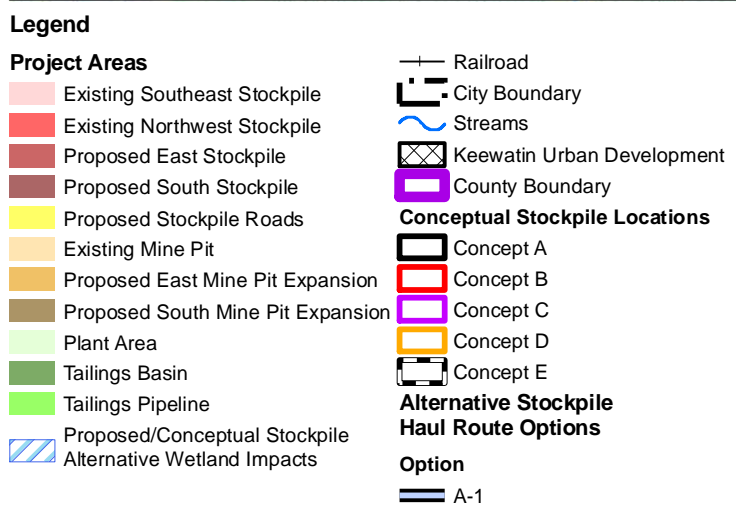 Legend
Project Areas
Existing Southeast Stockpile
Existing Northwest Stockpile
Proposed East Stockpile
Proposed South Stockpile
Proposed Stockpile Roads
Existing Mine Pit
Proposed East Mine Pit Expansion
Proposed South Mine Pit Expansion
Plant Area
Tailings Basin
Tailings Pipeline
Proposed/Conceptual Stockpile
Alternative Wetland Impacts
Railroad
City Boundary
Streams
Keewatin Urban Development
County Boundary
Conceptual Stockpile Locations
Concept A
Concept B
Concept C
Concept D
Concept E
Alternative Stockpile
Haul Route Options
Option
A-1